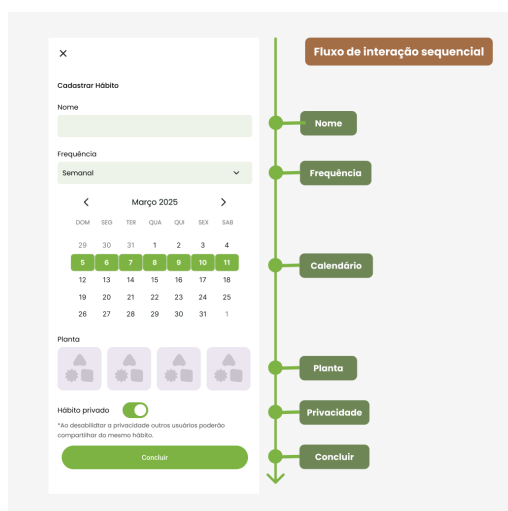 Fluxo de interação sequencial
Cadastrar Hábito
Nome
Nome
Frequência
Semanal
Frequência
Março 2025
DOM SEG TER QUA QUI SEX SAB
29 30 31 1 2 3 4
5 6 7 8 9 10 11
12 13 14 15 16 17 18
19 20 21 22 23 24 25
26 27 28 29 30 31 1
Calendário
Planta
Planta
Hábito privado
Privacidade
*Ao desabilidtar a privacidade outros usuários poderão
compartilhar do mesmo hábito.
Concluir
Concluir